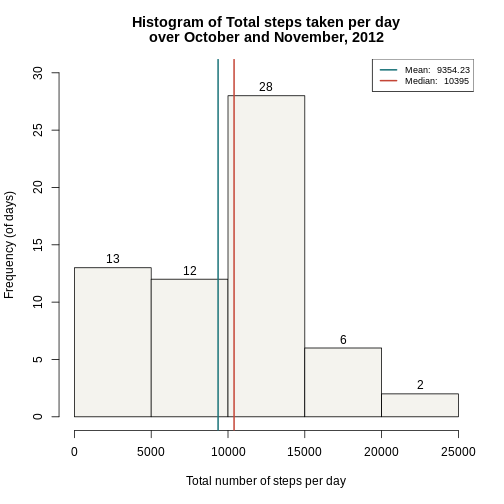 Histogram of Total steps taken per day
over October and November, 2012
Mean: 9354.23
Median: 10395
Frequency (of days)
30
25
20
15
10
5
0
13
12
28
6
2
0 5000 10000 15000 20000 25000
Total number of steps per day